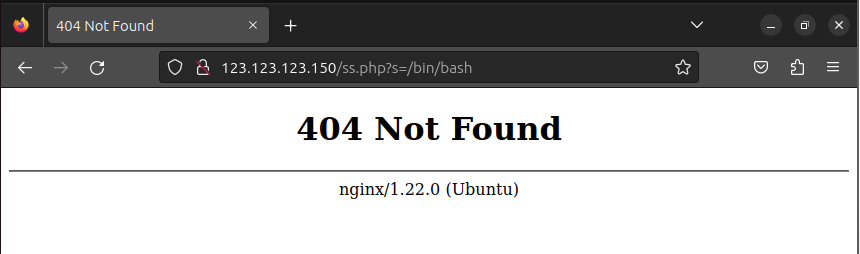 404 Not Found
123.123.123.150/ss.php?s=/bin/bash
404 Not Found
nginx/1.22.0 (Ubuntu)